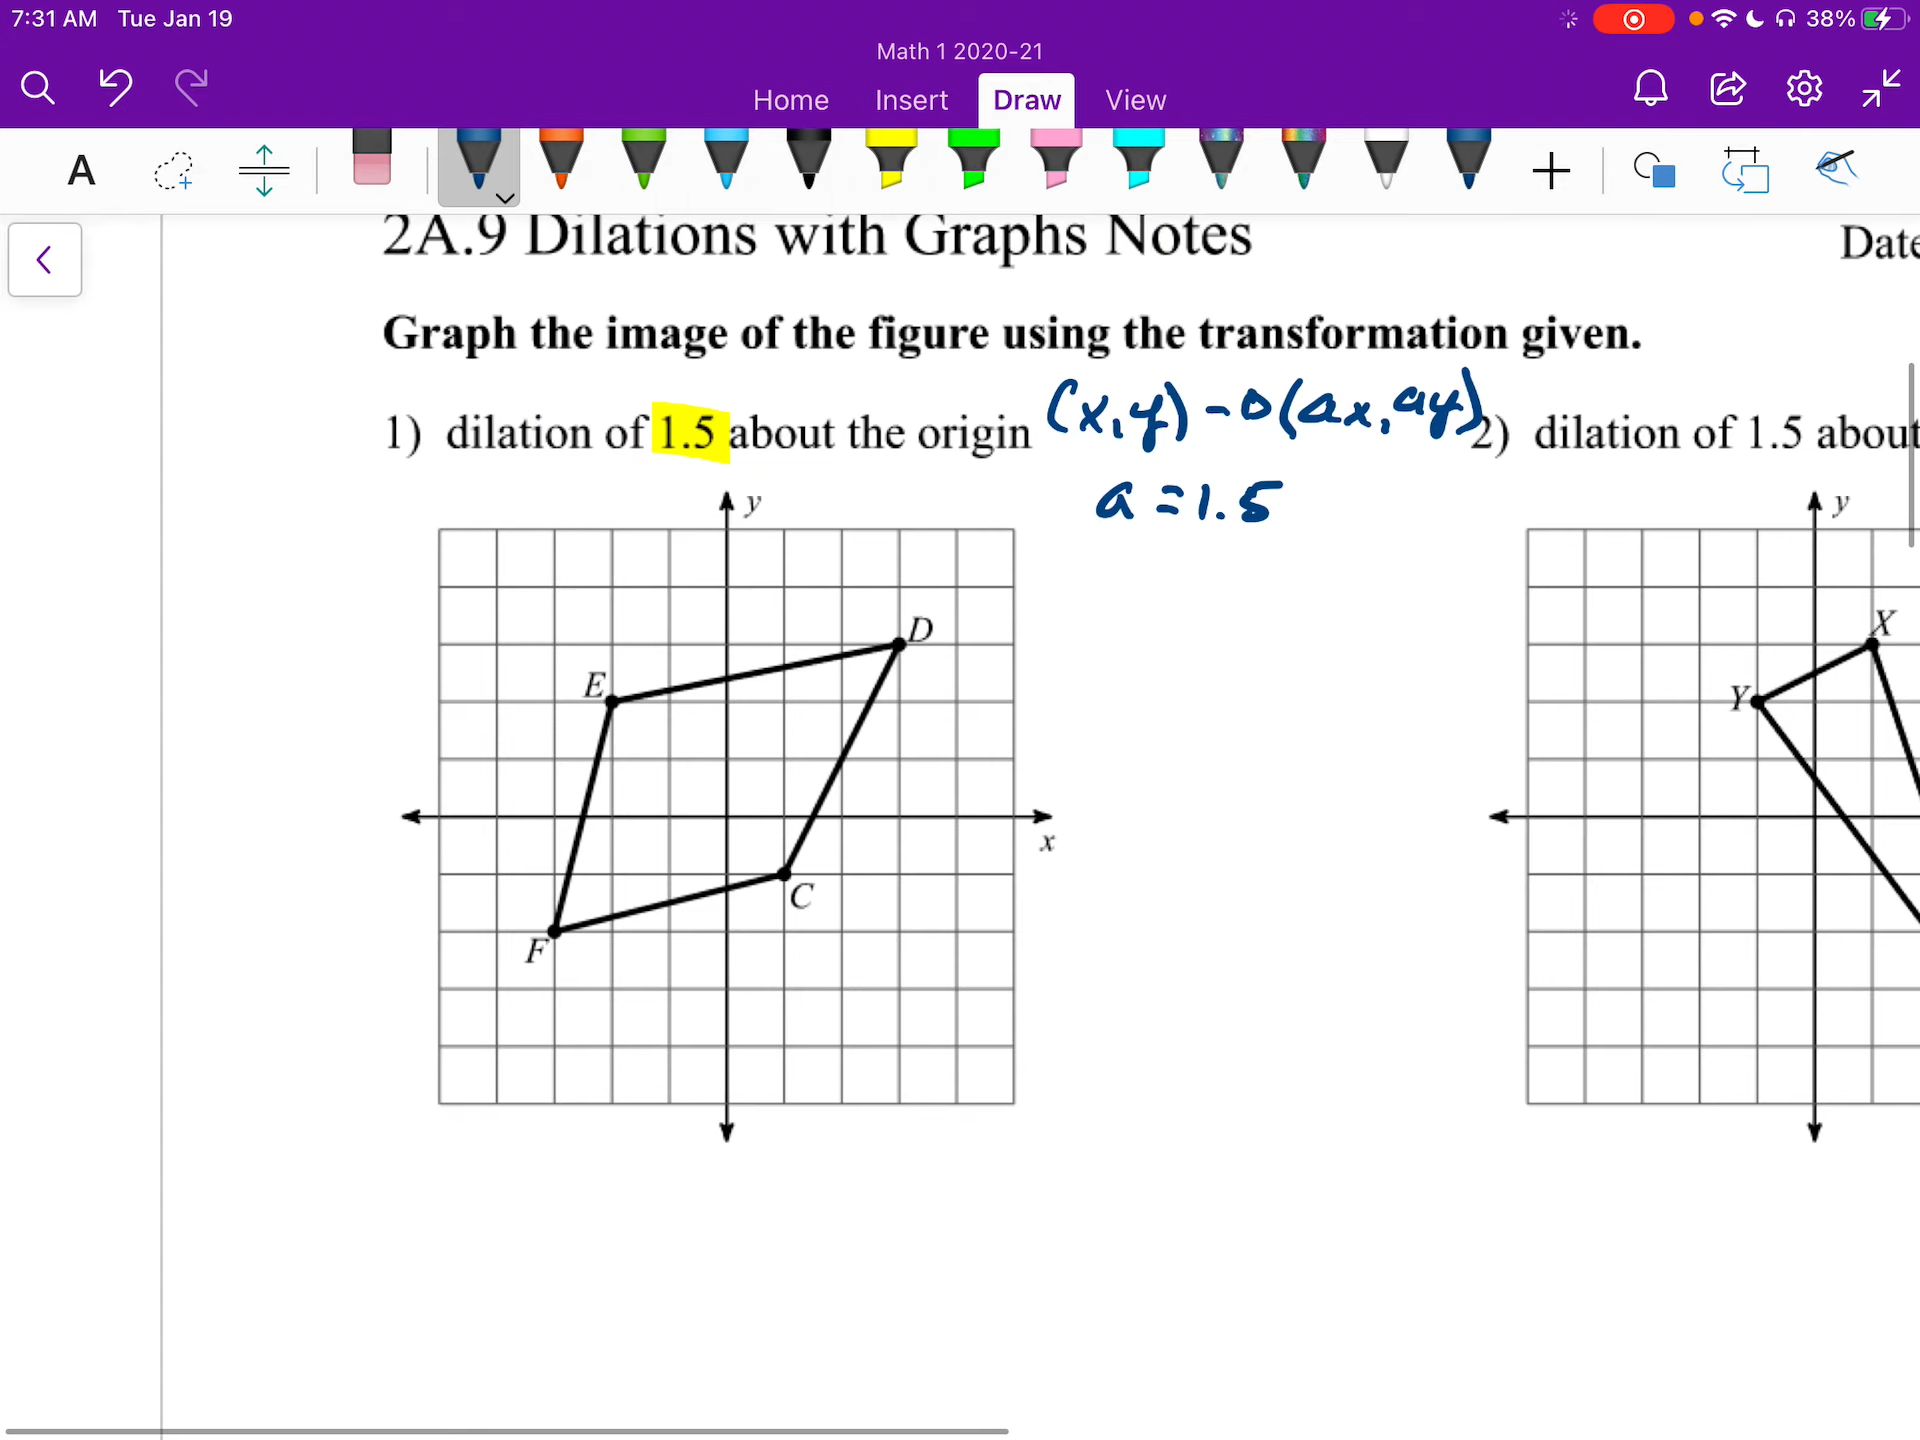 7:31 AM Tue Jan 19
38%
Math 1 2020-21
Home Insert Draw View
A
2A.9 Dilations with Graphs Notes
Date
Graph the image of the figure using the transformation given.
1) dilation of 1.5 about the origin
(x,y) → (ax, ay)
a = 1.5
2) dilation of 1.5 about
y
D
E
x
C
F
y
X
Y